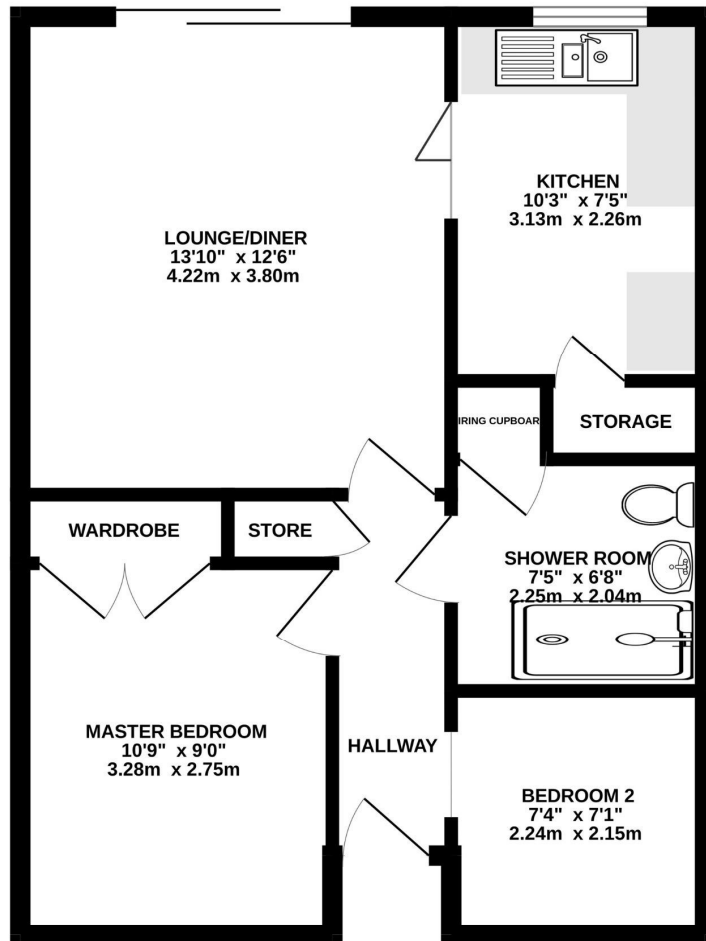 KITCHEN
10'3" x 7'5"
3.13m x 2.26m
LOUNGE/DINER
13'10" x 12'6"
4.22m x 3.80m
IRING CUPBOAR
STORAGE
WARDROBE
STORE
SHOWER ROOM
7'5" x 6'8"
2.25m x 2.04m
MASTER BEDROOM
10'9" x 9'0"
3.28m x 2.75m
HALLWAY
BEDROOM 2
7'4" x 7'1"
2.24m x 2.15m